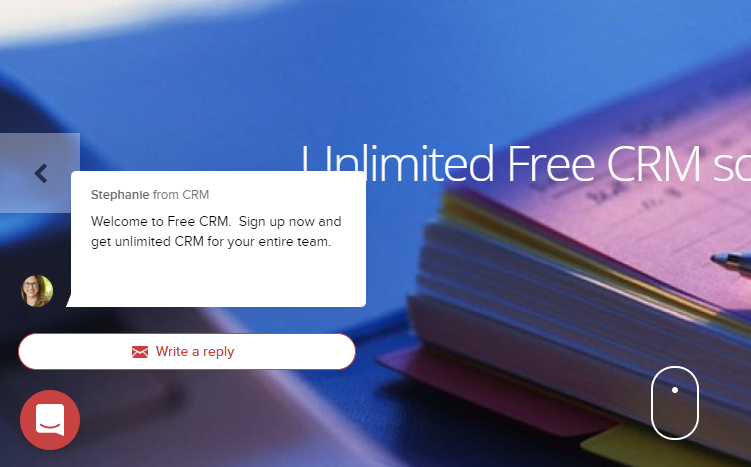 Unlimited Free CRM
Stephanie from CRM
Welcome to Free CRM.  Sign up now and
get unlimited CRM for your entire team.
Write a reply